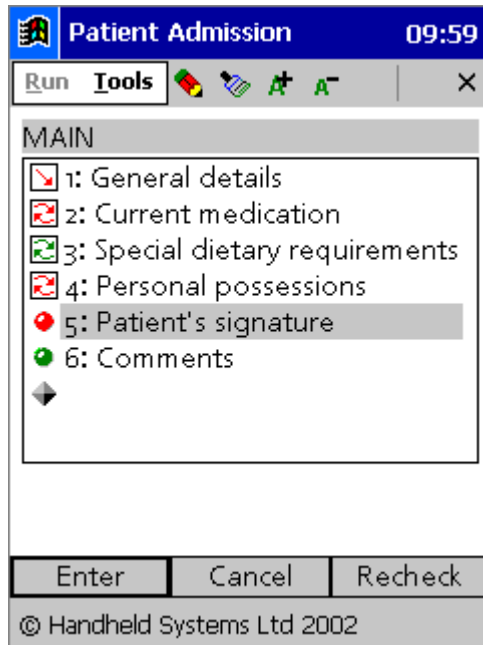 Patient Admission 09:59
Run Tools A+ A-
MAIN
1: General details
2: Current medication
3: Special dietary requirements
4: Personal possessions
5: Patient's signature
6: Comments
Enter Cancel Recheck
© Handheld Systems Ltd 2002